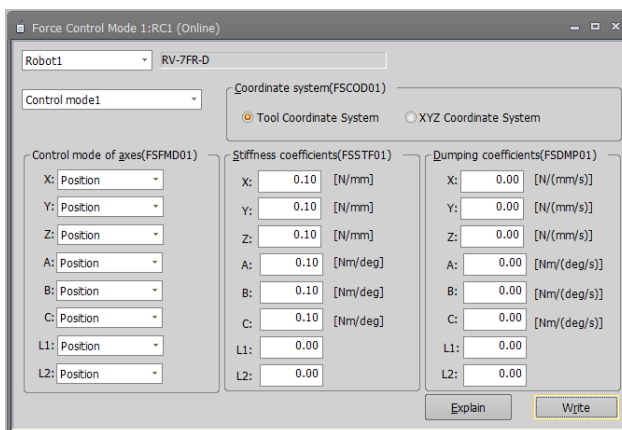 Force Control Mode 1:RC1 (Online)
Robot1 RV-7FR-D
Control mode1
Coordinate system(FSCOD01)
Tool Coordinate System XYZ Coordinate System
Control mode of axes(FSFMD01)
X: Position
Y: Position
Z: Position
A: Position
B: Position
C: Position
L1: Position
L2: Position
Stiffness coefficients(FSSTF01)
X: 0.10 [N/mm]
Y: 0.10 [N/mm]
Z: 0.10 [N/mm]
A: 0.10 [Nm/deg]
B: 0.10 [Nm/deg]
C: 0.10 [Nm/deg]
L1: 0.00
L2: 0.00
Dumping coefficients(FSDMP01)
X: 0.00 [N/(mm/s)]
Y: 0.00 [N/(mm/s)]
Z: 0.00 [N/(mm/s)]
A: 0.00 [Nm/(deg/s)]
B: 0.00 [Nm/(deg/s)]
C: 0.00 [Nm/(deg/s)]
L1: 0.00
L2: 0.00
Explain Write